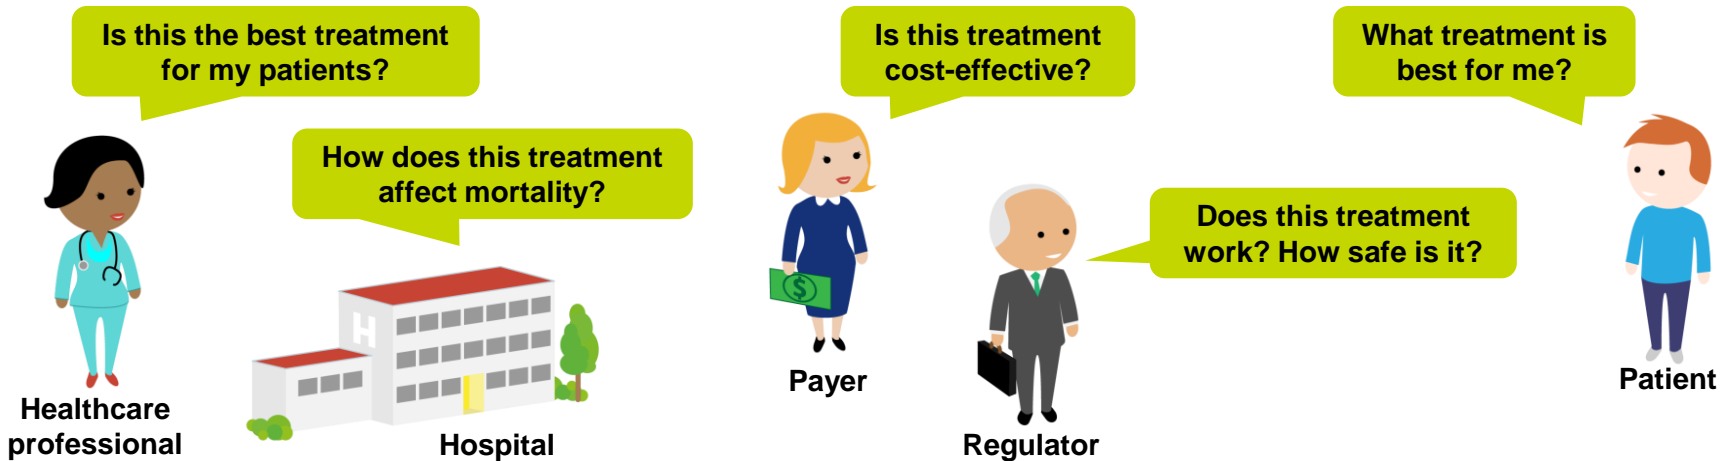 Is this the best treatment
for my patients?
How does this treatment
affect mortality?
Is this treatment
cost-effective?
What treatment is
best for me?
Does this treatment
work? How safe is it?
H
$
Healthcare
professional
Hospital
Payer
Regulator
Patient